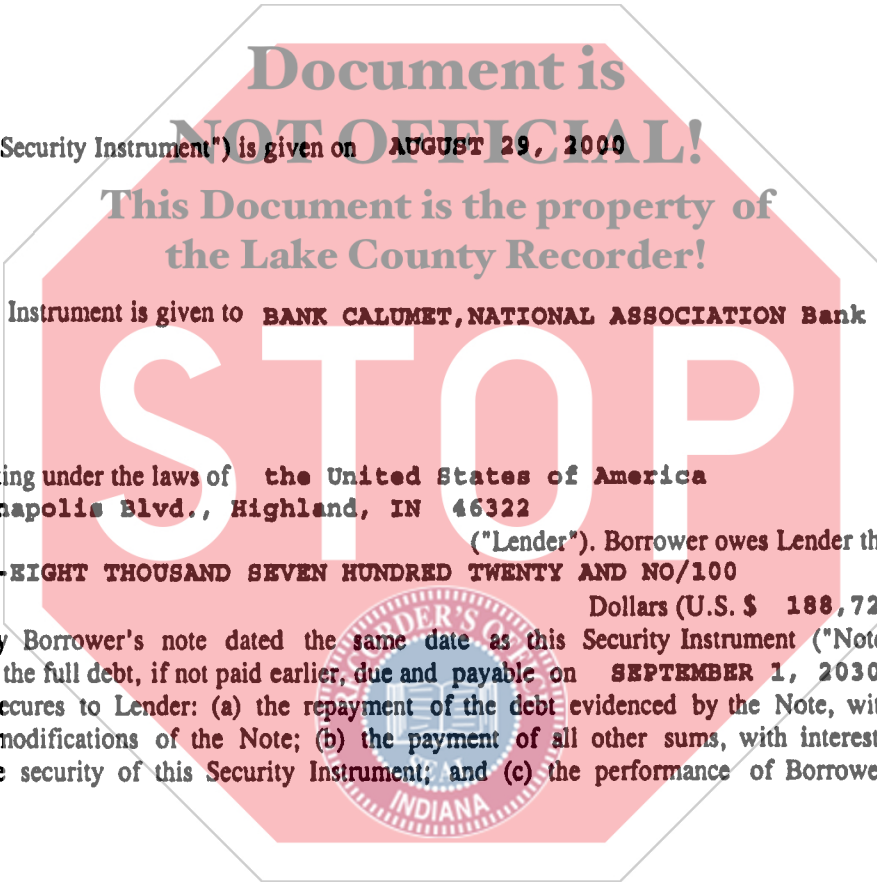 Document is
NOT OFFICIAL!
Security Instrument") is given on AUGUST 29, 2000
This Document is the property of
the Lake County Recorder!
Instrument is given to BANK CALUMET, NATIONAL ASSOCIATION Bank
STOP
ing under the laws of the United States of America
napolis Blvd., Highland, IN 46322
("Lender"). Borrower owes Lender th
-EIGHT THOUSAND SEVEN HUNDRED TWENTY AND NO/100
Dollars (U.S. $ 188,72
y Borrower's note dated the same date as this Security Instrument ("Note
the full debt, if not paid earlier, due and payable on SEPTEMBER 1, 2030
ecures to Lender: (a) the repayment of the debt evidenced by the Note, wit
modifications of the Note; (b) the payment of all other sums, with interest
e security of this Security Instrument; and (c) the performance of Borrowe
RECORDER'S OFFICE
SEAL
INDIANA